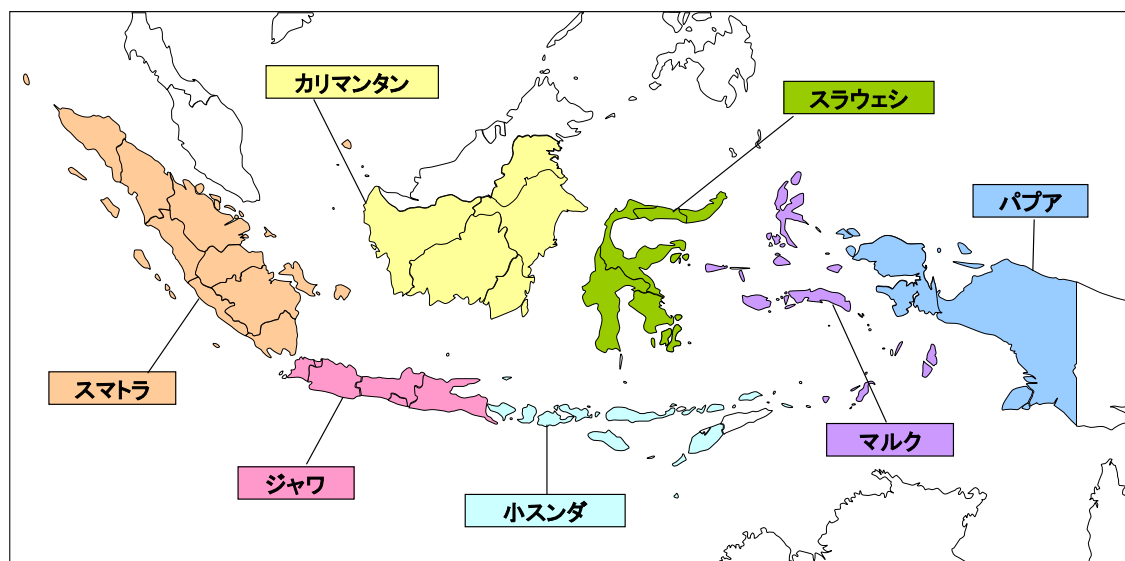 カリマンタン
スラウェシ
パプア
スマトラ
マルク
ジャワ
小スンダ